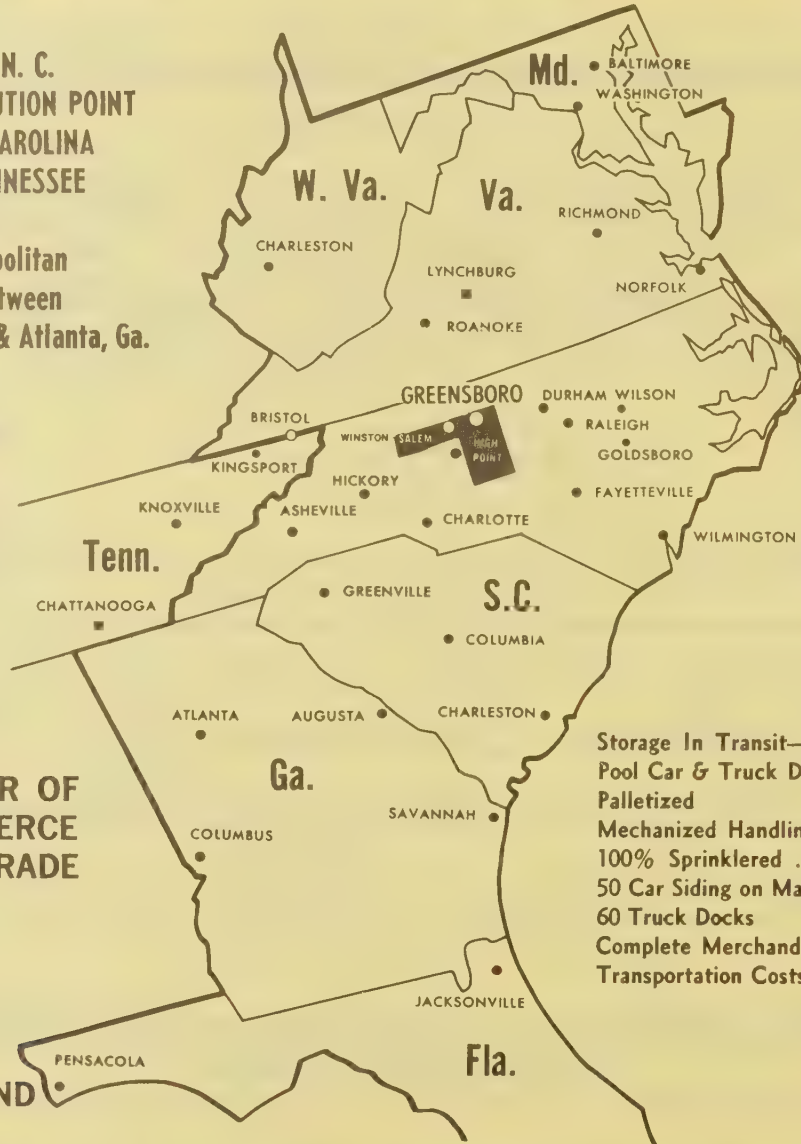 N. C.
UTION POINT
AROLINA
NNESSEE
politan
tween
& Atlanta, Ga.
Md.
BALTIMORE
WASHINGTON
W. Va.
Va.
CHARLESTON
RICHMOND
LYNCHBURG
NORFOLK
ROANOKE
GREENSBORO
DURHAM WILSON
BRISTOL
WINSTON SALEM
HIGH
POINT
RALEIGH
KINGSPORT
GOLDSBORO
HICKORY
KNOXVILLE
ASHEVILLE
FAYETTEVILLE
CHARLOTTE
WILMINGTON
Tenn.
GREENVILLE
S.C.
CHATTANOOGA
COLUMBIA
ATLANTA
AUGUSTA
CHARLESTON
Ga.
R OF
ERCE
RADE
SAVANNAH
COLUMBUS
Storage In Transit—
Pool Car & Truck D
Palletized
Mechanized Handlin
100% Sprinklered .
50 Car Siding on Ma
60 Truck Docks
Complete Merchand
Transportation Costs
JACKSONVILLE
PENSACOLA
Fla.
ND